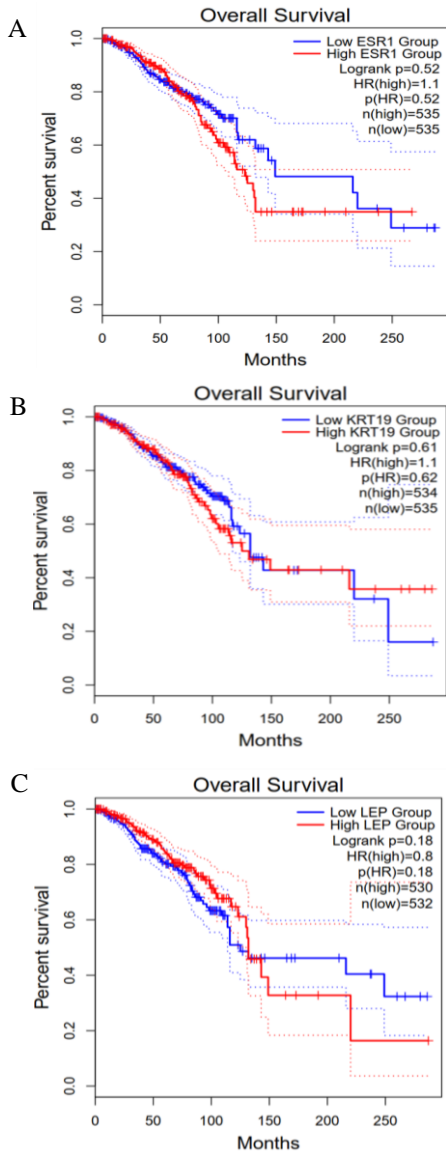 A
Overall Survival
Low ESR1 Group
High ESR1 Group
Logrank p=0.52
HR(high)=1.1
p(HR)=0.52
n(high)=535
n(low)=535
Percent survival
1.0
0.8
0.6
0.4
0.2
0.0
0 50 100 150 200 250
Months
B
Overall Survival
Low KRT19 Group
High KRT19 Group
Logrank p=0.61
HR(high)=1.1
p(HR)=0.62
n(high)=534
n(low)=535
Percent survival
1.0
0.8
0.6
0.4
0.2
0.0
0 50 100 150 200 250
Months
C
Overall Survival
Low LEP Group
High LEP Group
Logrank p=0.18
HR(high)=0.8
p(HR)=0.18
n(high)=530
n(low)=532
Percent survival
1.0
0.8
0.6
0.4
0.2
0.0
0 50 100 150 200 250
Months